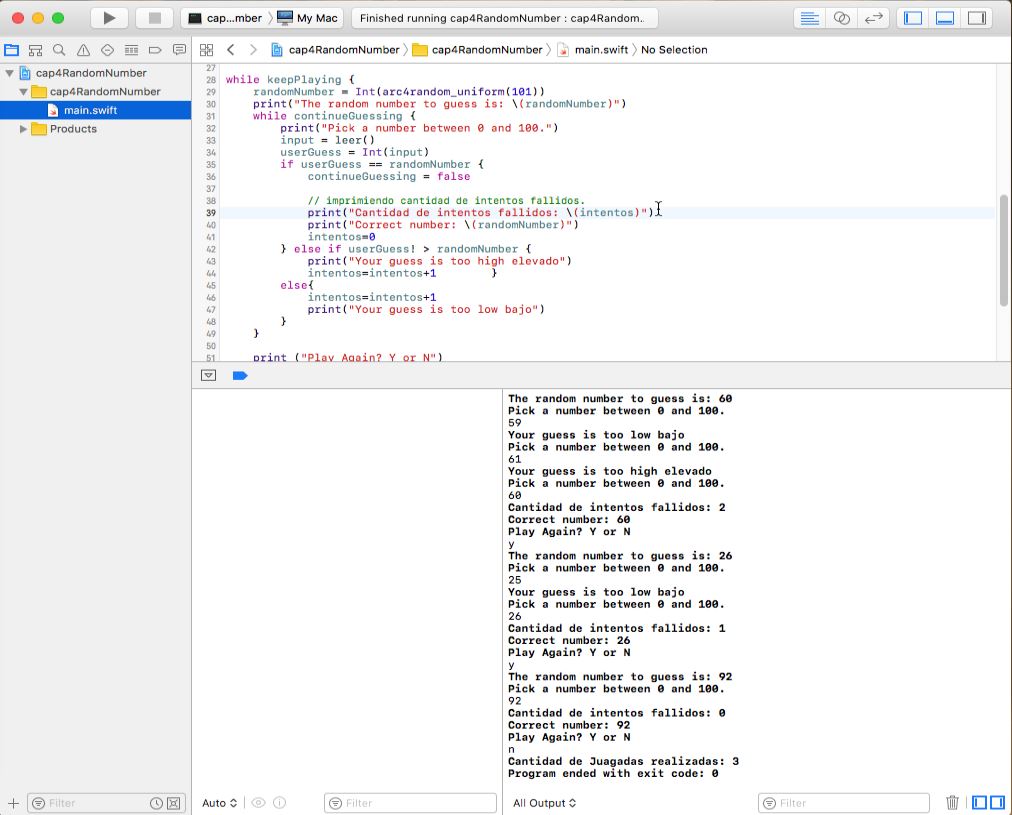 cap...mber
My Mac
Finished running cap4RandomNumber : cap4Random..
cap4RandomNumber
cap4RandomNumber
main.swift
No Selection
cap4RandomNumber
cap4RandomNumber
main.swift
Products
27
28 while keepPlaying {
29 randomNumber = Int(arc4random_uniform(101))
30 print("The random number to guess is: \(randomNumber)")
31 while continueGuessing {
32 print("Pick a number between 0 and 100.")
33 input = leer()
34 userGuess = Int(input)
35 if userGuess == randomNumber {
36 continueGuessing = false
37
38 // imprimiendo cantidad de intentos fallidos.
39 print("Cantidad de intentos fallidos: \(intentos)")
40 print("Correct number: \(randomNumber)")
41 intentos=0
42 } else if userGuess! > randomNumber {
43 print("Your guess is too high elevado")
44 intentos=intentos+1 }
45 else{
46 intentos=intentos+1
47 print("Your guess is too low bajo")
48 }
49 }
50
51 print ("Play Again? Y or N")
The random number to guess is: 60
Pick a number between 0 and 100.
59
Your guess is too low bajo
Pick a number between 0 and 100.
61
Your guess is too high elevado
Pick a number between 0 and 100.
60
Cantidad de intentos fallidos: 2
Correct number: 60
Play Again? Y or N
y
The random number to guess is: 26
Pick a number between 0 and 100.
25
Your guess is too low bajo
Pick a number between 0 and 100.
26
Cantidad de intentos fallidos: 1
Correct number: 26
Play Again? Y or N
y
The random number to guess is: 92
Pick a number between 0 and 100.
92
Cantidad de intentos fallidos: 0
Correct number: 92
Play Again? Y or N
n
Cantidad de Juagadas realizadas: 3
Program ended with exit code: 0
Filter
Auto
Filter
All Output
Filter